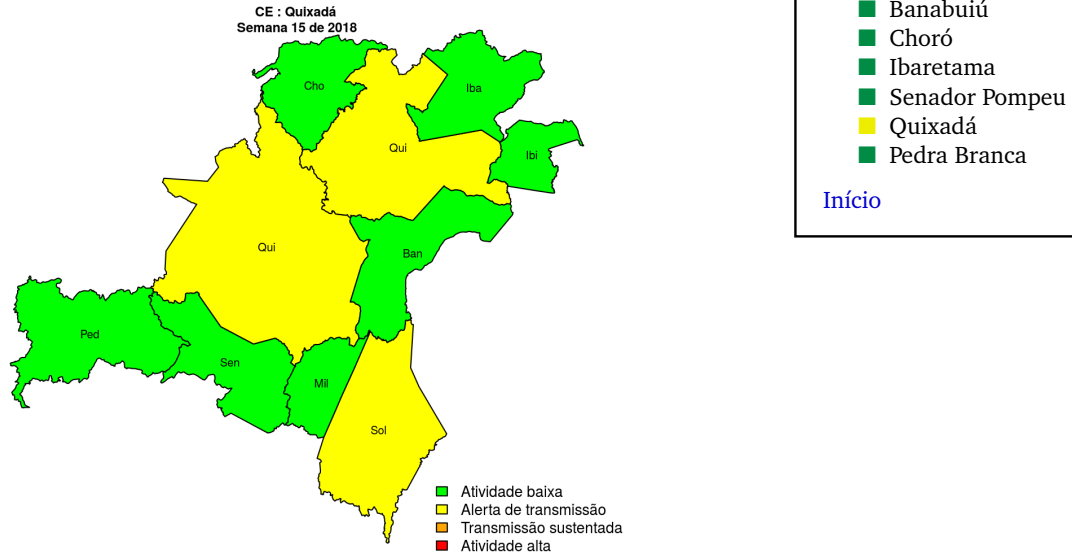 CE : Quixadá
Semana 15 de 2018
Cho
Iba
Qui
Ibi
Qui
Ban
Ped
Sen
Mil
Sol
Atividade baixa
Alerta de transmissão
Transmissão sustentada
Atividade alta
Banabuiú
Choró
Ibaretama
Senador Pompeu
Quixadá
Pedra Branca
Início